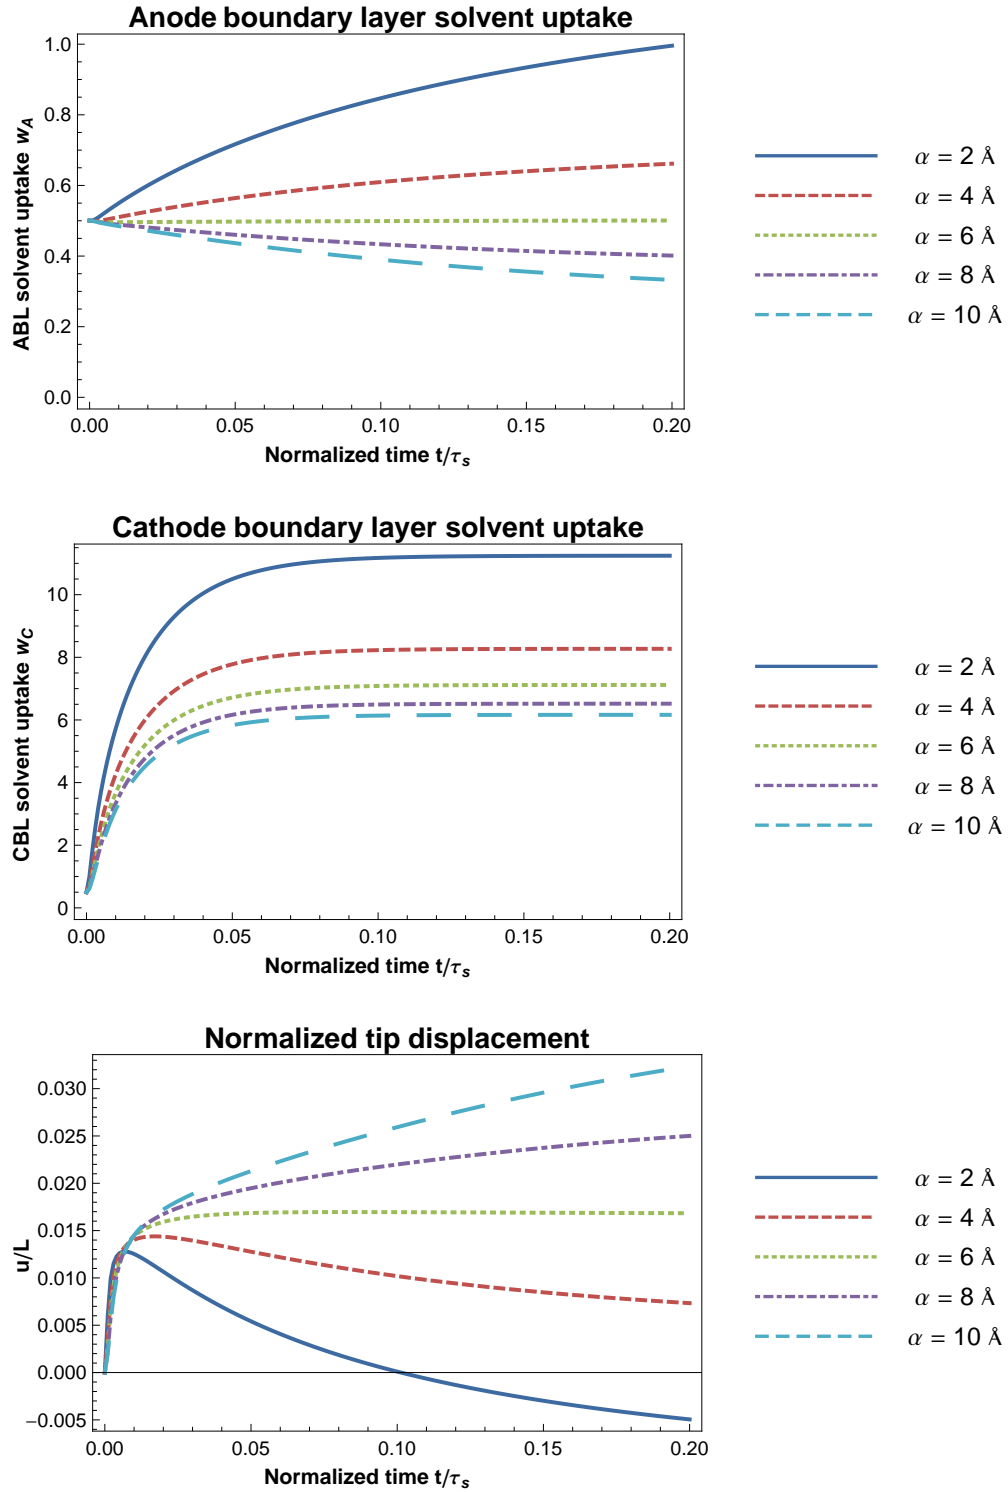 Anode boundary layer solvent uptake
1.0
0.8
0.6
0.4
0.2
0.0
ABL solvent uptake w_A
0.00 0.05 0.10 0.15 0.20
Normalized time t/τ_s
α = 2 Å
α = 4 Å
α = 6 Å
α = 8 Å
α = 10 Å
Cathode boundary layer solvent uptake
10
8
6
4
2
0
CBL solvent uptake w_C
0.00 0.05 0.10 0.15 0.20
Normalized time t/τ_s
α = 2 Å
α = 4 Å
α = 6 Å
α = 8 Å
α = 10 Å
Normalized tip displacement
0.030
0.025
0.020
0.015
0.010
0.005
0.000
−0.005
u/L
0.00 0.05 0.10 0.15 0.20
Normalized time t/τ_s
α = 2 Å
α = 4 Å
α = 6 Å
α = 8 Å
α = 10 Å